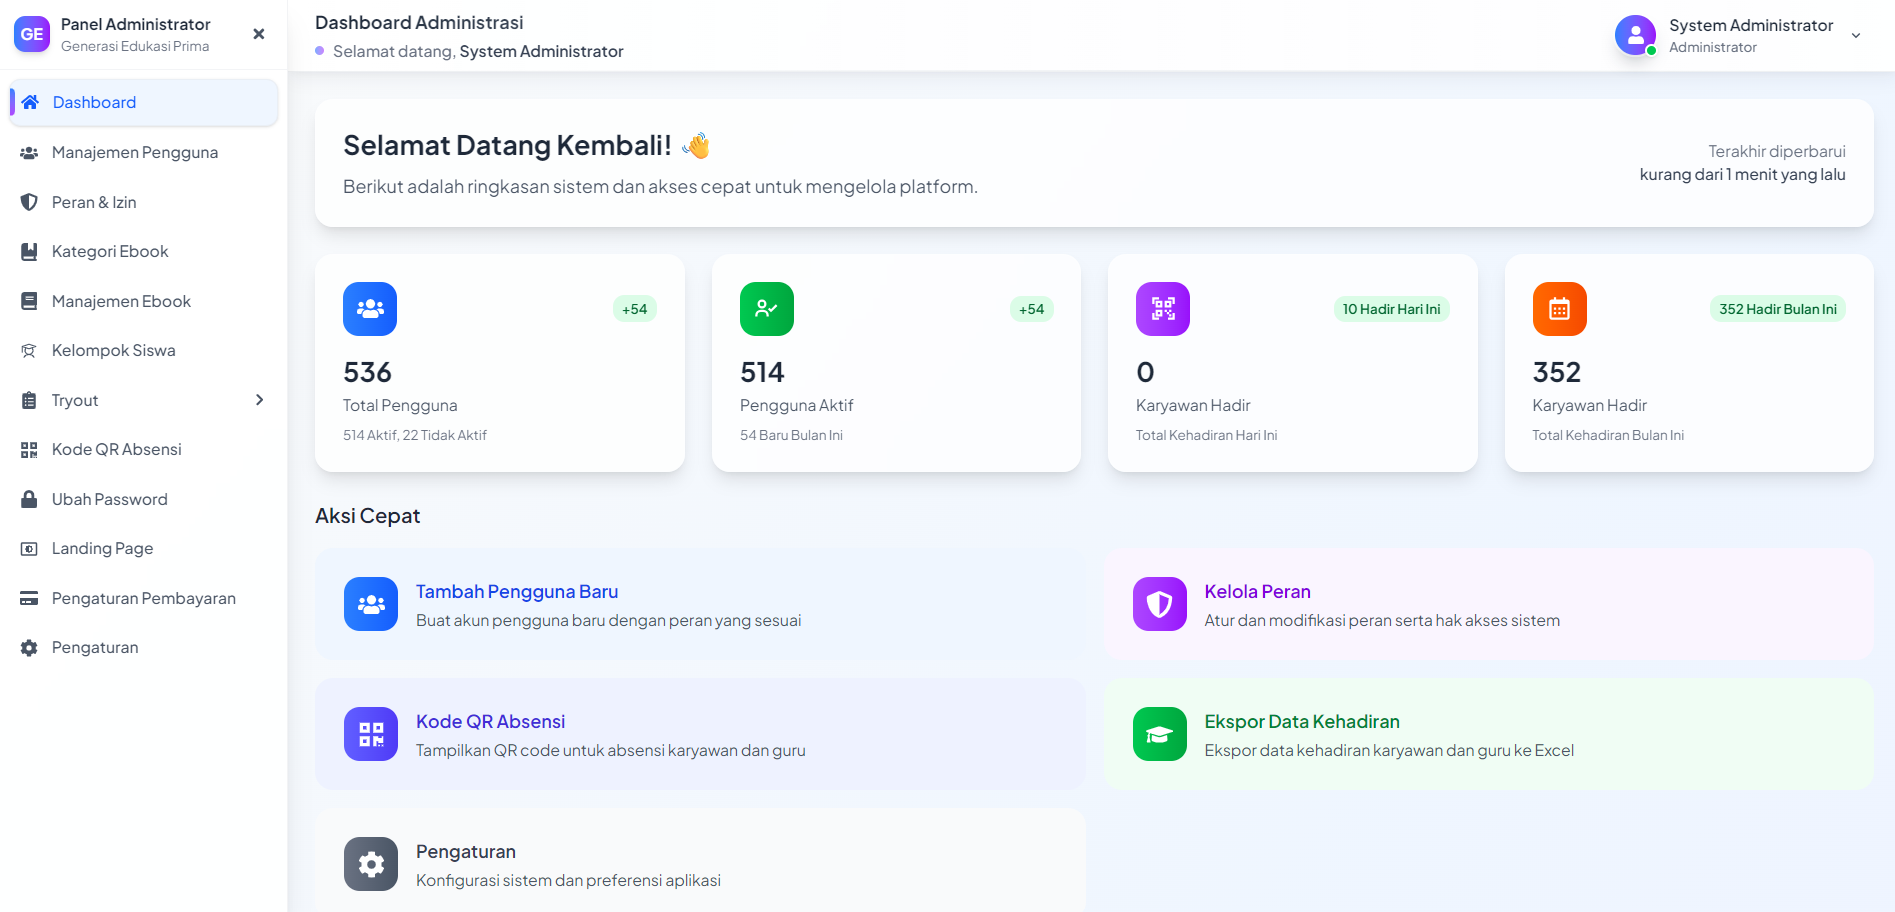 GE
Panel Administrator
Generasi Edukasi Prima
Dashboard
Manajemen Pengguna
Peran & Izin
Kategori Ebook
Manajemen Ebook
Kelompok Siswa
Tryout
Kode QR Absensi
Ubah Password
Landing Page
Pengaturan Pembayaran
Pengaturan
Dashboard Administrasi
Selamat datang, System Administrator
System Administrator
Administrator
Selamat Datang Kembali! 👋
Berikut adalah ringkasan sistem dan akses cepat untuk mengelola platform.
Terakhir diperbarui
kurang dari 1 menit yang lalu
+54
536
Total Pengguna
514 Aktif, 22 Tidak Aktif
+54
514
Pengguna Aktif
54 Baru Bulan Ini
10 Hadir Hari Ini
0
Karyawan Hadir
Total Kehadiran Hari Ini
352 Hadir Bulan Ini
352
Karyawan Hadir
Total Kehadiran Bulan Ini
Aksi Cepat
Tambah Pengguna Baru
Buat akun pengguna baru dengan peran yang sesuai
Kelola Peran
Atur dan modifikasi peran serta hak akses sistem
Kode QR Absensi
Tampilkan QR code untuk absensi karyawan dan guru
Ekspor Data Kehadiran
Ekspor data kehadiran karyawan dan guru ke Excel
Pengaturan
Konfigurasi sistem dan preferensi aplikasi